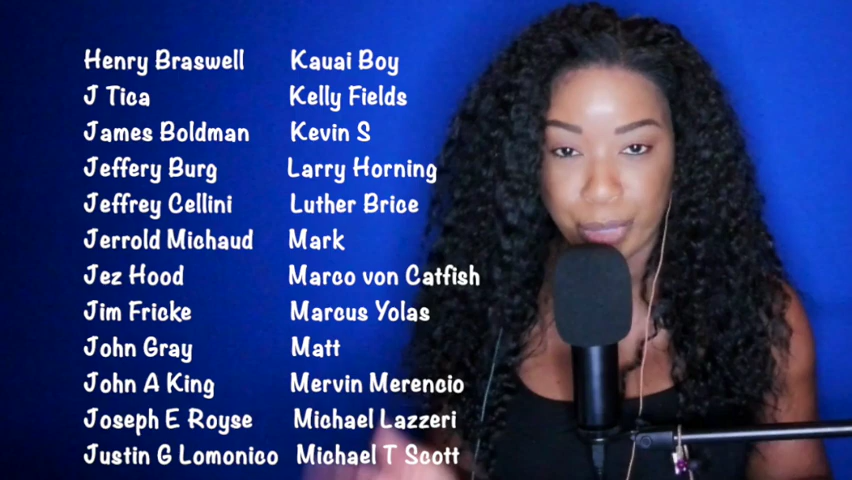 Henry Braswell
J Tica
James Boldman
Jeffery Burg
Jeffrey Cellini
Jerrold Michaud
Jez Hood
Jim Fricke
John Gray
John A King
Joseph E Royse
Justin G Lomonico
Kauai Boy
Kelly Fields
Kevin S
Larry Horning
Luther Brice
Mark
Marco von Catfish
Marcus Yolas
Matt
Mervin Merencio
Michael Lazzeri
Michael T Scott